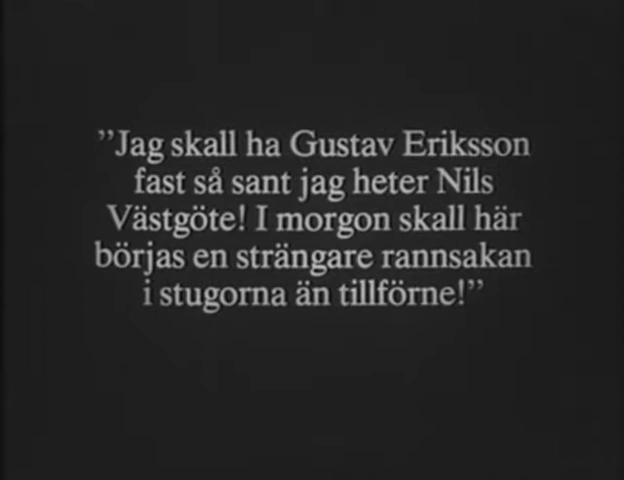 ”Jag skall ha Gustav Eriksson
fast så sant jag heter Nils
Västgöte! I morgon skall här
börjas en strängare rannsakan
i stugorna än tillförne!”